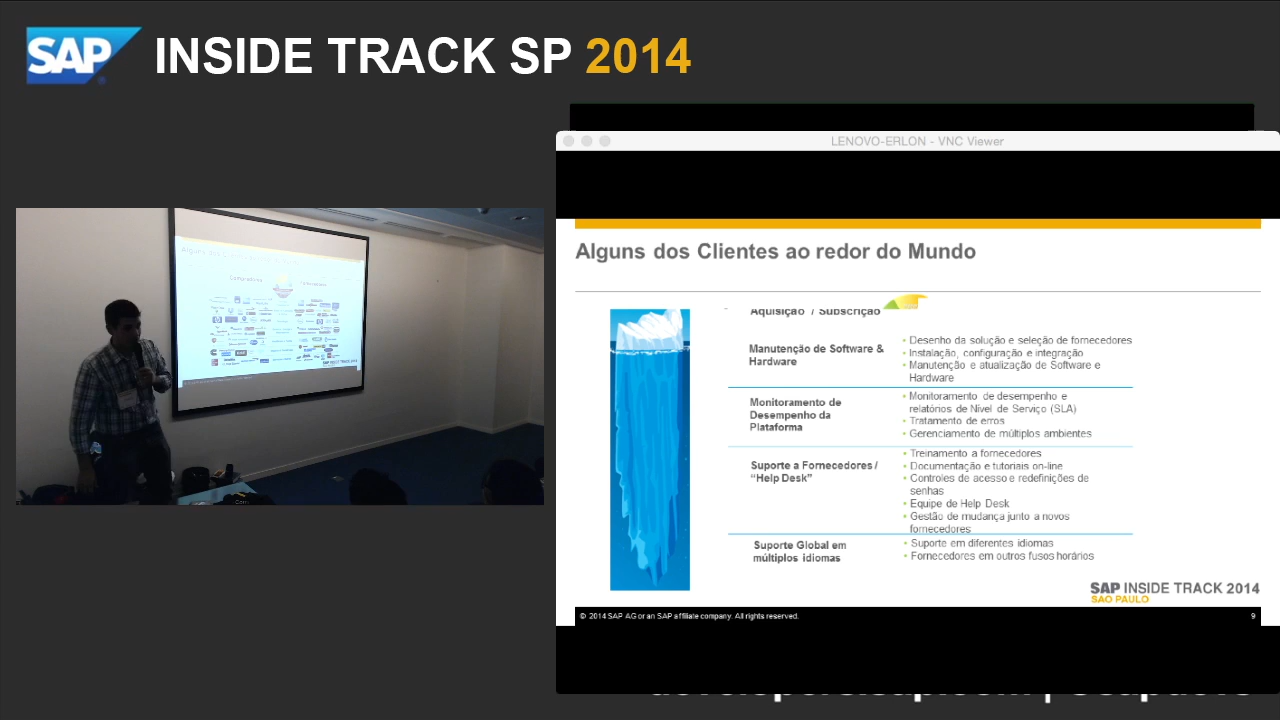 SAP INSIDE TRACK SP 2014
LENOVO-ERLON - VNC Viewer
Alguns dos Clientes ao redor do Mundo
Aquisição / Subscrição
Manutenção de Software &
Hardware
• Desenho da solução e seleção de fornecedores
• Instalação, configuração e integração
• Manutenção e atualização de Software e
Hardware
Monitoramento de
Desempenho da
Plataforma
• Monitoramento de desempenho e
relatórios de Nível de Serviço (SLA)
• Tratamento de erros
• Gerenciamento de múltiplos ambientes
Suporte a Fornecedores /
“Help Desk”
• Treinamento a fornecedores
• Documentação e tutoriais on-line
• Controles de acesso e redefinições de
senhas
• Equipe de Help Desk
• Gestão de mudança junto a novos
fornecedores
Suporte Global em
múltiplos idiomas
• Suporte em diferentes idiomas
• Fornecedores em outros fusos horários
SAP INSIDE TRACK 2014
SAO PAULO
© 2014 SAP AG or an SAP affiliate company. All rights reserved.
9